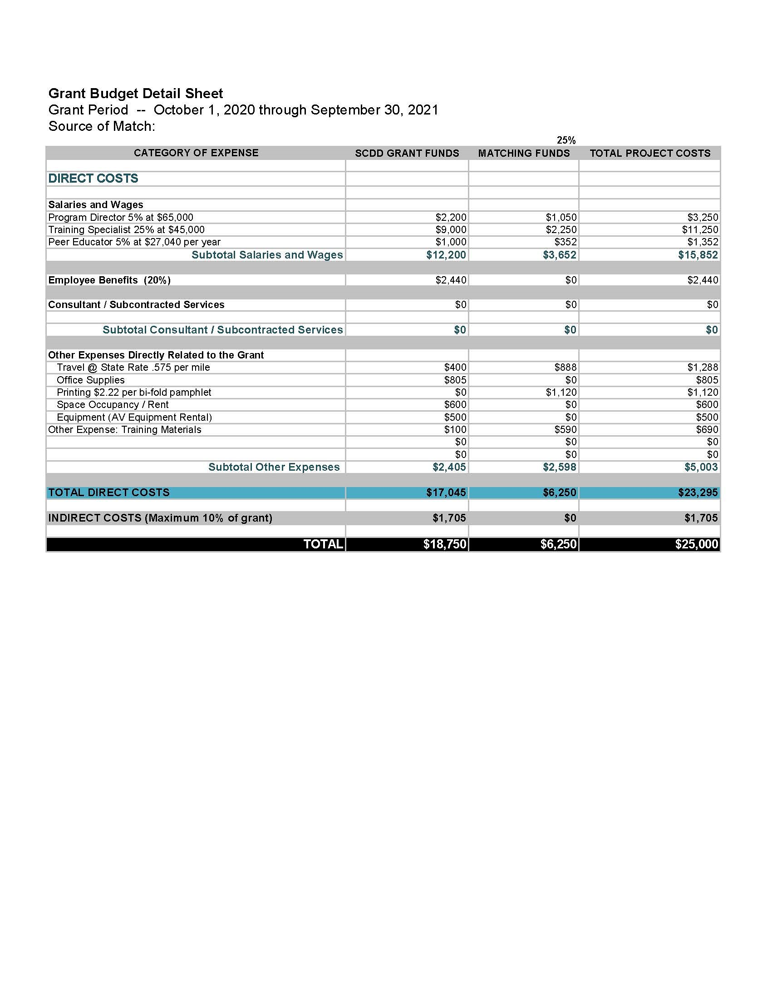 Grant Budget Detail Sheet
Grant Period -- October 1, 2020 through September 30, 2021
Source of Match:
25%
CATEGORY OF EXPENSE SCDD GRANT FUNDS MATCHING FUNDS TOTAL PROJECT COSTS
DIRECT COSTS
Salaries and Wages
Program Director 5% at $65,000 $2,200 $1,050 $3,250
Training Specialist 25% at $45,000 $9,000 $2,250 $11,250
Peer Educator 5% at $27,040 per year $1,000 $352 $1,352
Subtotal Salaries and Wages $12,200 $3,652 $15,852
Employee Benefits (20%) $2,440 $0 $2,440
Consultant / Subcontracted Services $0 $0 $0
Subtotal Consultant / Subcontracted Services $0 $0 $0
Other Expenses Directly Related to the Grant
Travel @ State Rate .575 per mile $400 $888 $1,288
Office Supplies $805 $0 $805
Printing $2.22 per bi-fold pamphlet $0 $1,120 $1,120
Space Occupancy / Rent $600 $0 $600
Equipment (AV Equipment Rental) $500 $0 $500
Other Expense: Training Materials $100 $590 $690
$0 $0 $0
$0 $0 $0
Subtotal Other Expenses $2,405 $2,598 $5,003
TOTAL DIRECT COSTS $17,045 $6,250 $23,295
INDIRECT COSTS (Maximum 10% of grant) $1,705 $0 $1,705
TOTAL $18,750 $6,250 $25,000